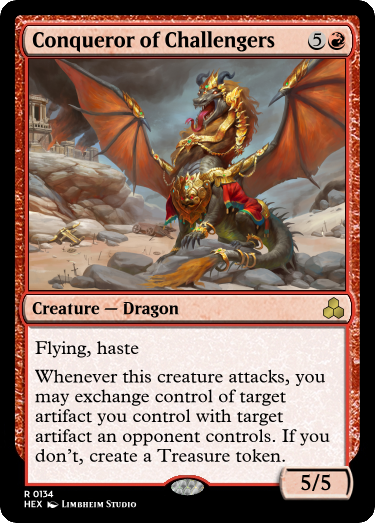 Conqueror of Challengers 5
Creature — Dragon
Flying, haste
Whenever this creature attacks, you
may exchange control of target
artifact you control with target
artifact an opponent controls. If you
don't, create a Treasure token.
5/5
R 0134
HEX Limbheim Studio